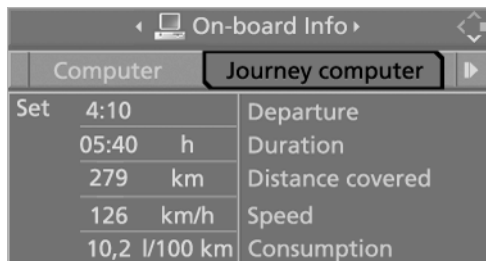 On-board Info
Computer Journey computer
Set 4:10 Departure
05:40 h Duration
279 km Distance covered
126 km/h Speed
10,2 l/100 km Consumption